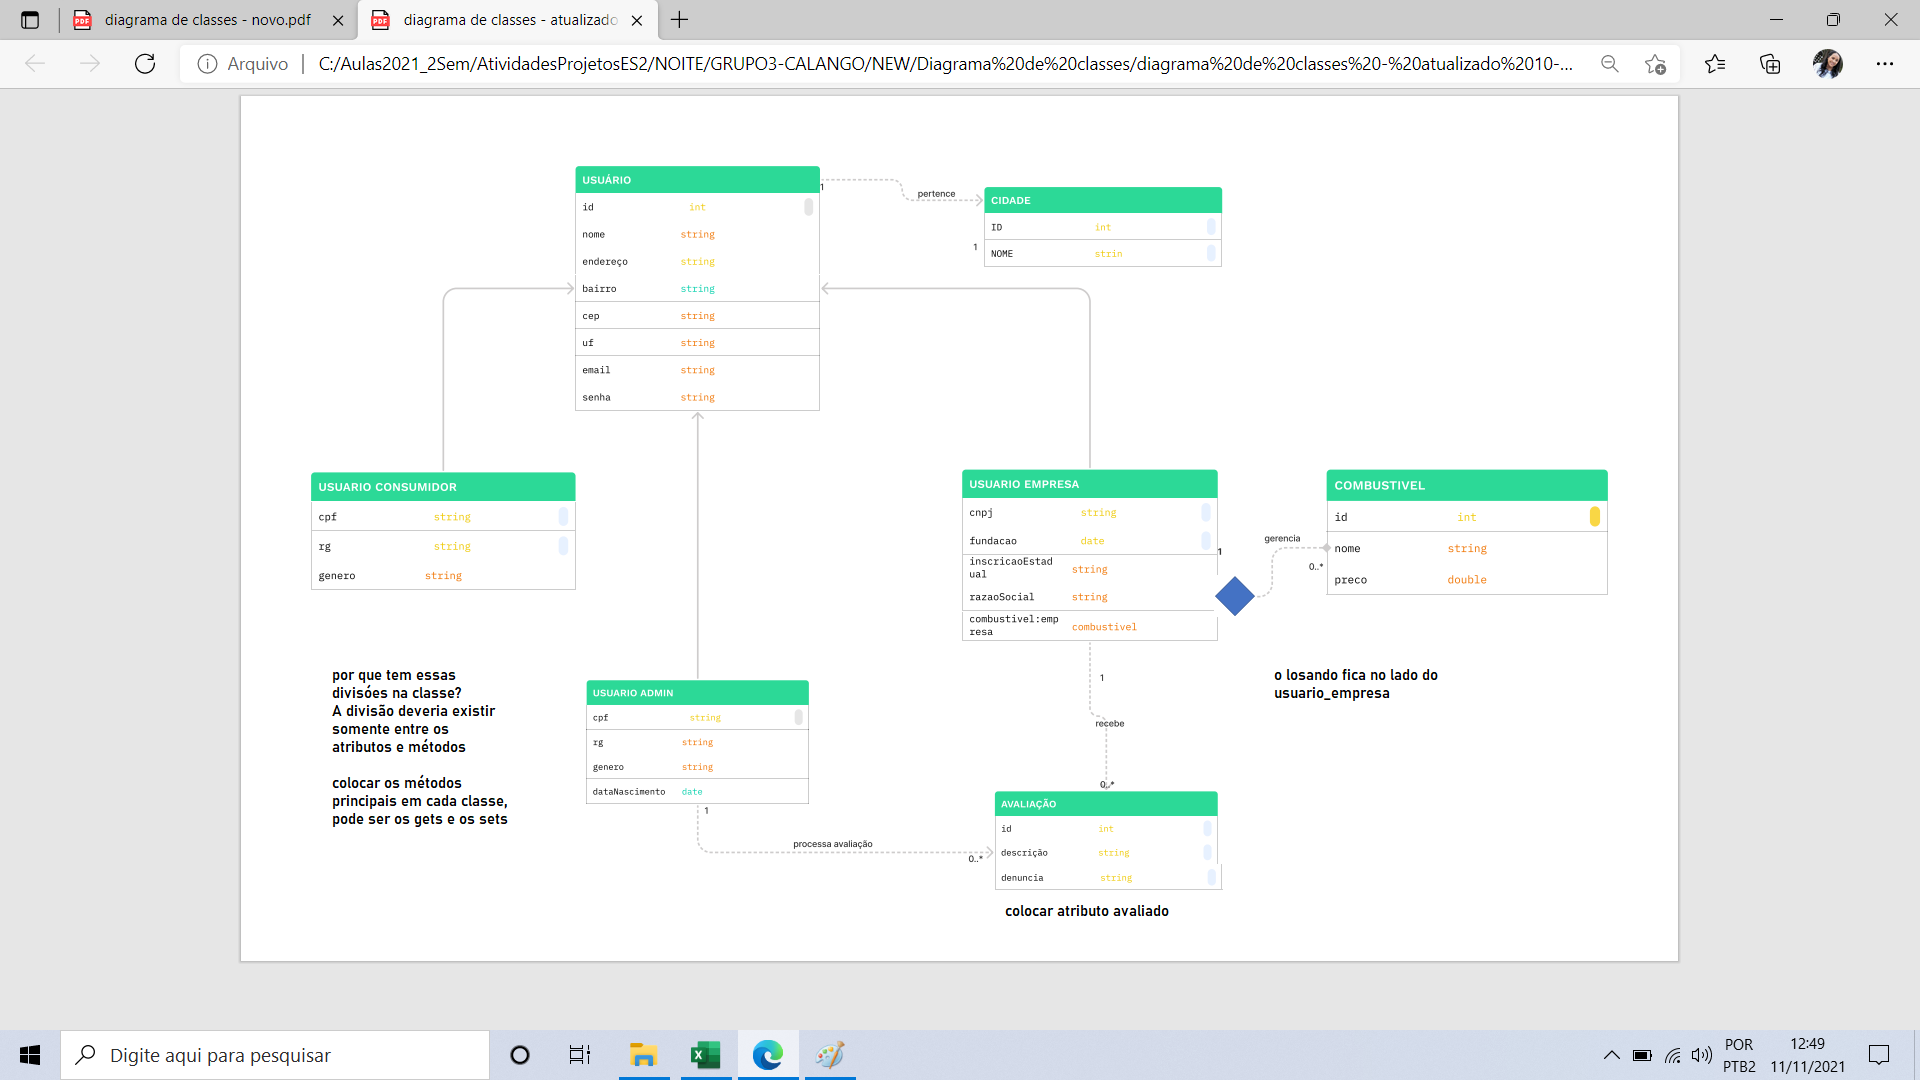 diagrama de classes - novo.pdf
diagrama de classes - atualizado
Arquivo
C:/Aulas2021_2Sem/AtividadesProjetosES2/NOITE/GRUPO3-CALANGO/NEW/Diagrama%20de%20classes/diagrama%20de%20classes%20-%20atualizado%2010-...
USUÁRIO
id int
nome string
endereço string
bairro string
cep string
uf string
email string
senha string
1
pertence
1
CIDADE
ID int
NOME strin
USUARIO CONSUMIDOR
cpf string
rg string
genero string
USUARIO EMPRESA
cnpj string
fundacao date
inscricaoEstad
ual
string
razaoSocial string
combustivel:emp
resa
combustivel
1
gerencia
0..*
COMBUSTIVEL
id int
nome string
preco double
por que tem essas
divisões na classe?
A divisão deveria existir
somente entre os
atributos e métodos
colocar os métodos
principais em cada classe,
pode ser os gets e os sets
USUARIO ADMIN
cpf string
rg string
genero string
dataNascimento date
1
processa avaliação
0..*
1
recebe
0..*
AVALIAÇÃO
id int
descrição string
denuncia string
colocar atributo avaliado
o losando fica no lado do
usuario_empresa
Digite aqui para pesquisar
POR
PTB2
12:49
11/11/2021